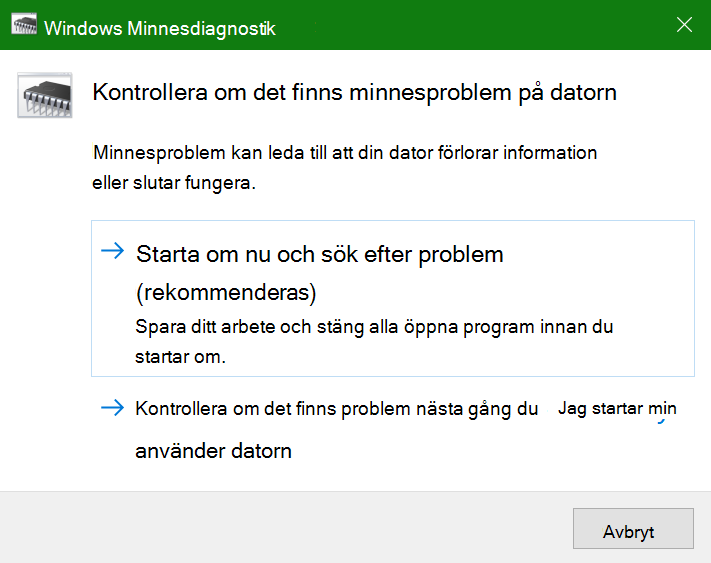 Windows Minnesdiagnostik
Kontrollera om det finns minnesproblem på datorn
Minnesproblem kan leda till att din dator förlorar information
eller slutar fungera.
Starta om nu och sök efter problem
(rekommenderas)
Spara ditt arbete och stäng alla öppna program innan du
startar om.
Kontrollera om det finns problem nästa gång du Jag startar min
använder datorn
Avbryt